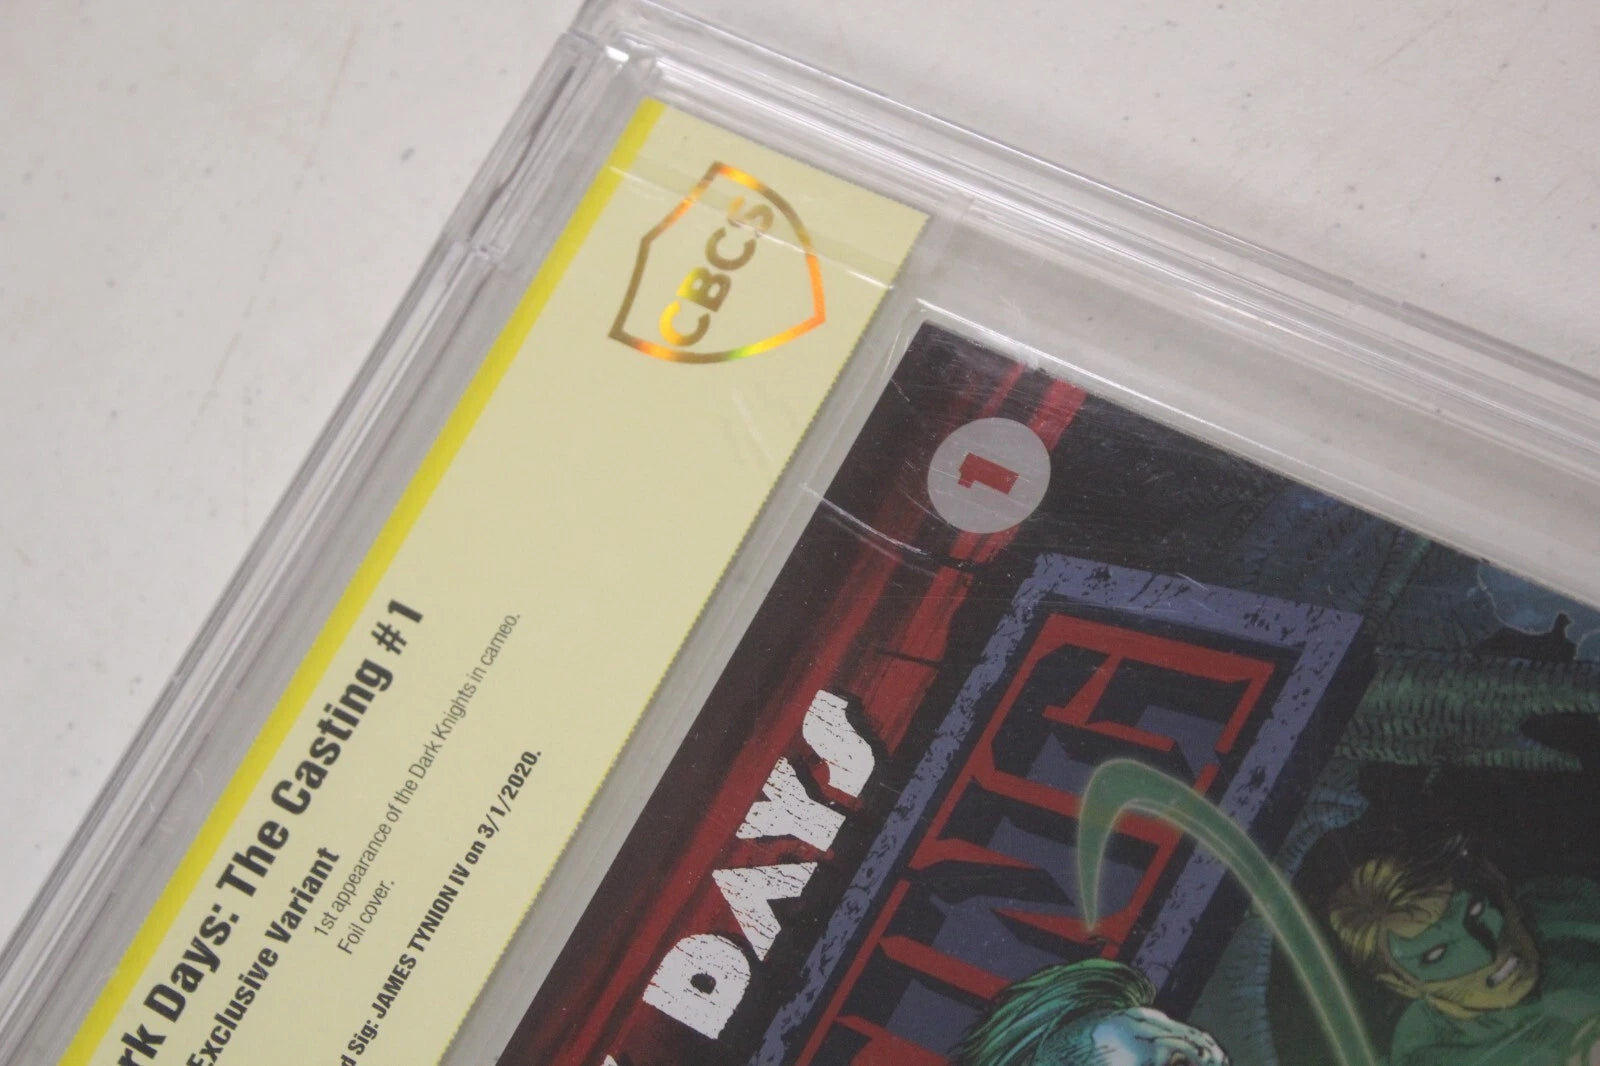 CBCS
rk Days: The Casting #1
Exclusive Variant
1st appearance of the Dark Knights in cameo.
Foil cover.
d Sig: JAMES TYNION IV on 3/1/2020.
1
DAYS
ING